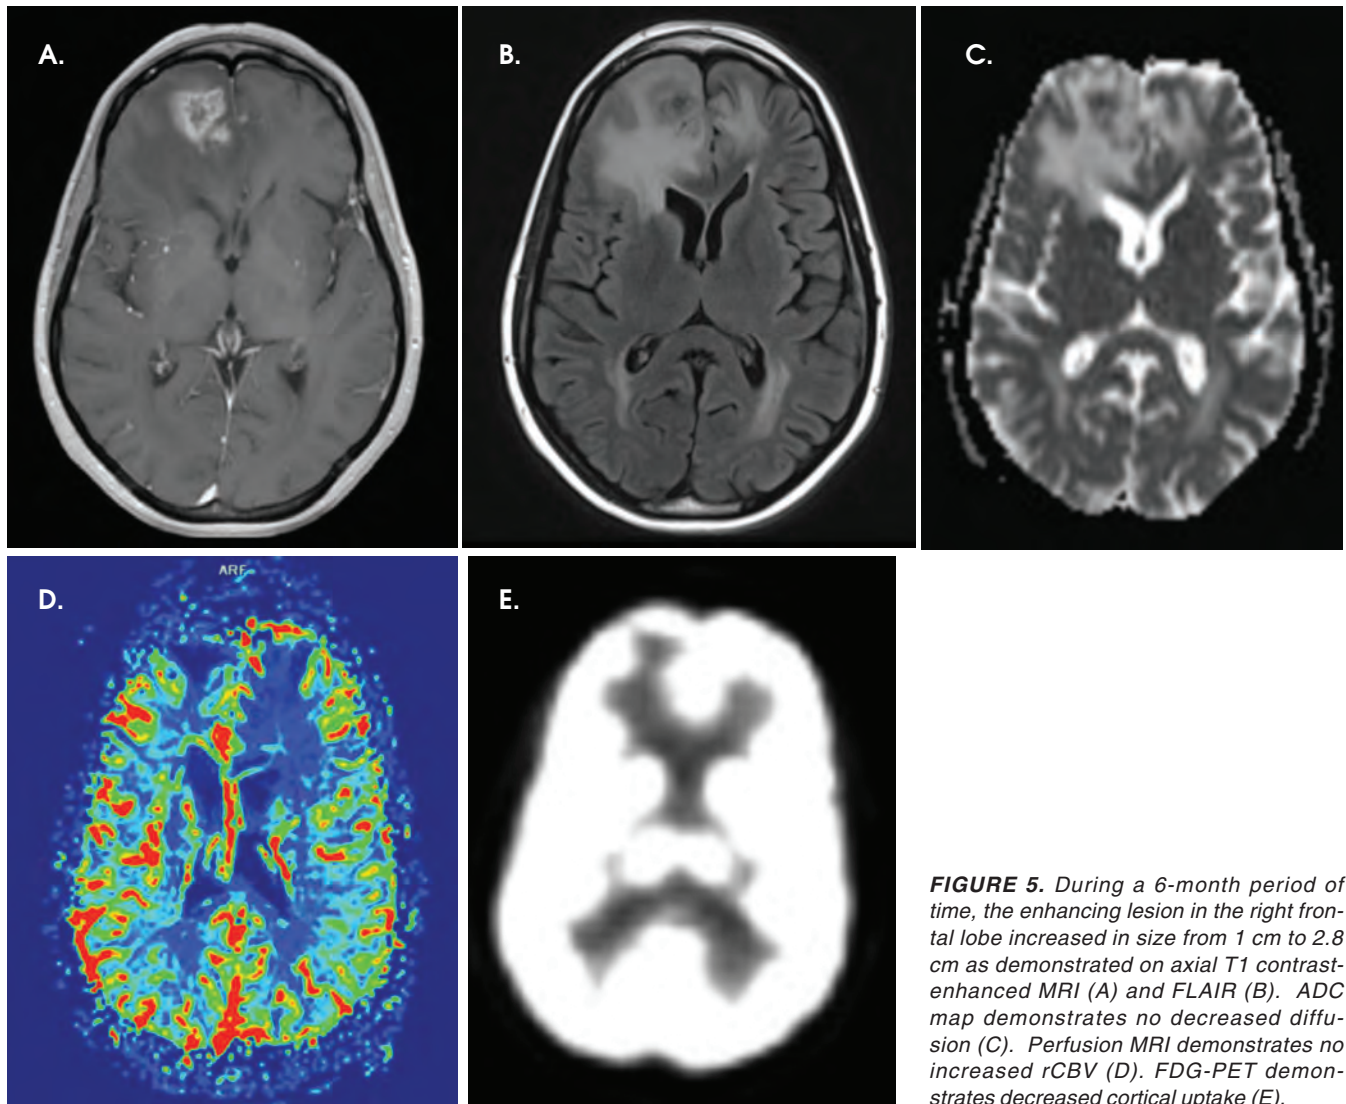 A.
B.
C.
D.
ARF
E.
FIGURE 5. During a 6-month period of
time, the enhancing lesion in the right fron-
tal lobe increased in size from 1 cm to 2.8
cm as demonstrated on axial T1 contrast-
enhanced MRI (A) and FLAIR (B). ADC
map demonstrates no decreased diffu-
sion (C). Perfusion MRI demonstrates no
increased rCBV (D). FDG-PET demon-
strates decreased cortical uptake (E).